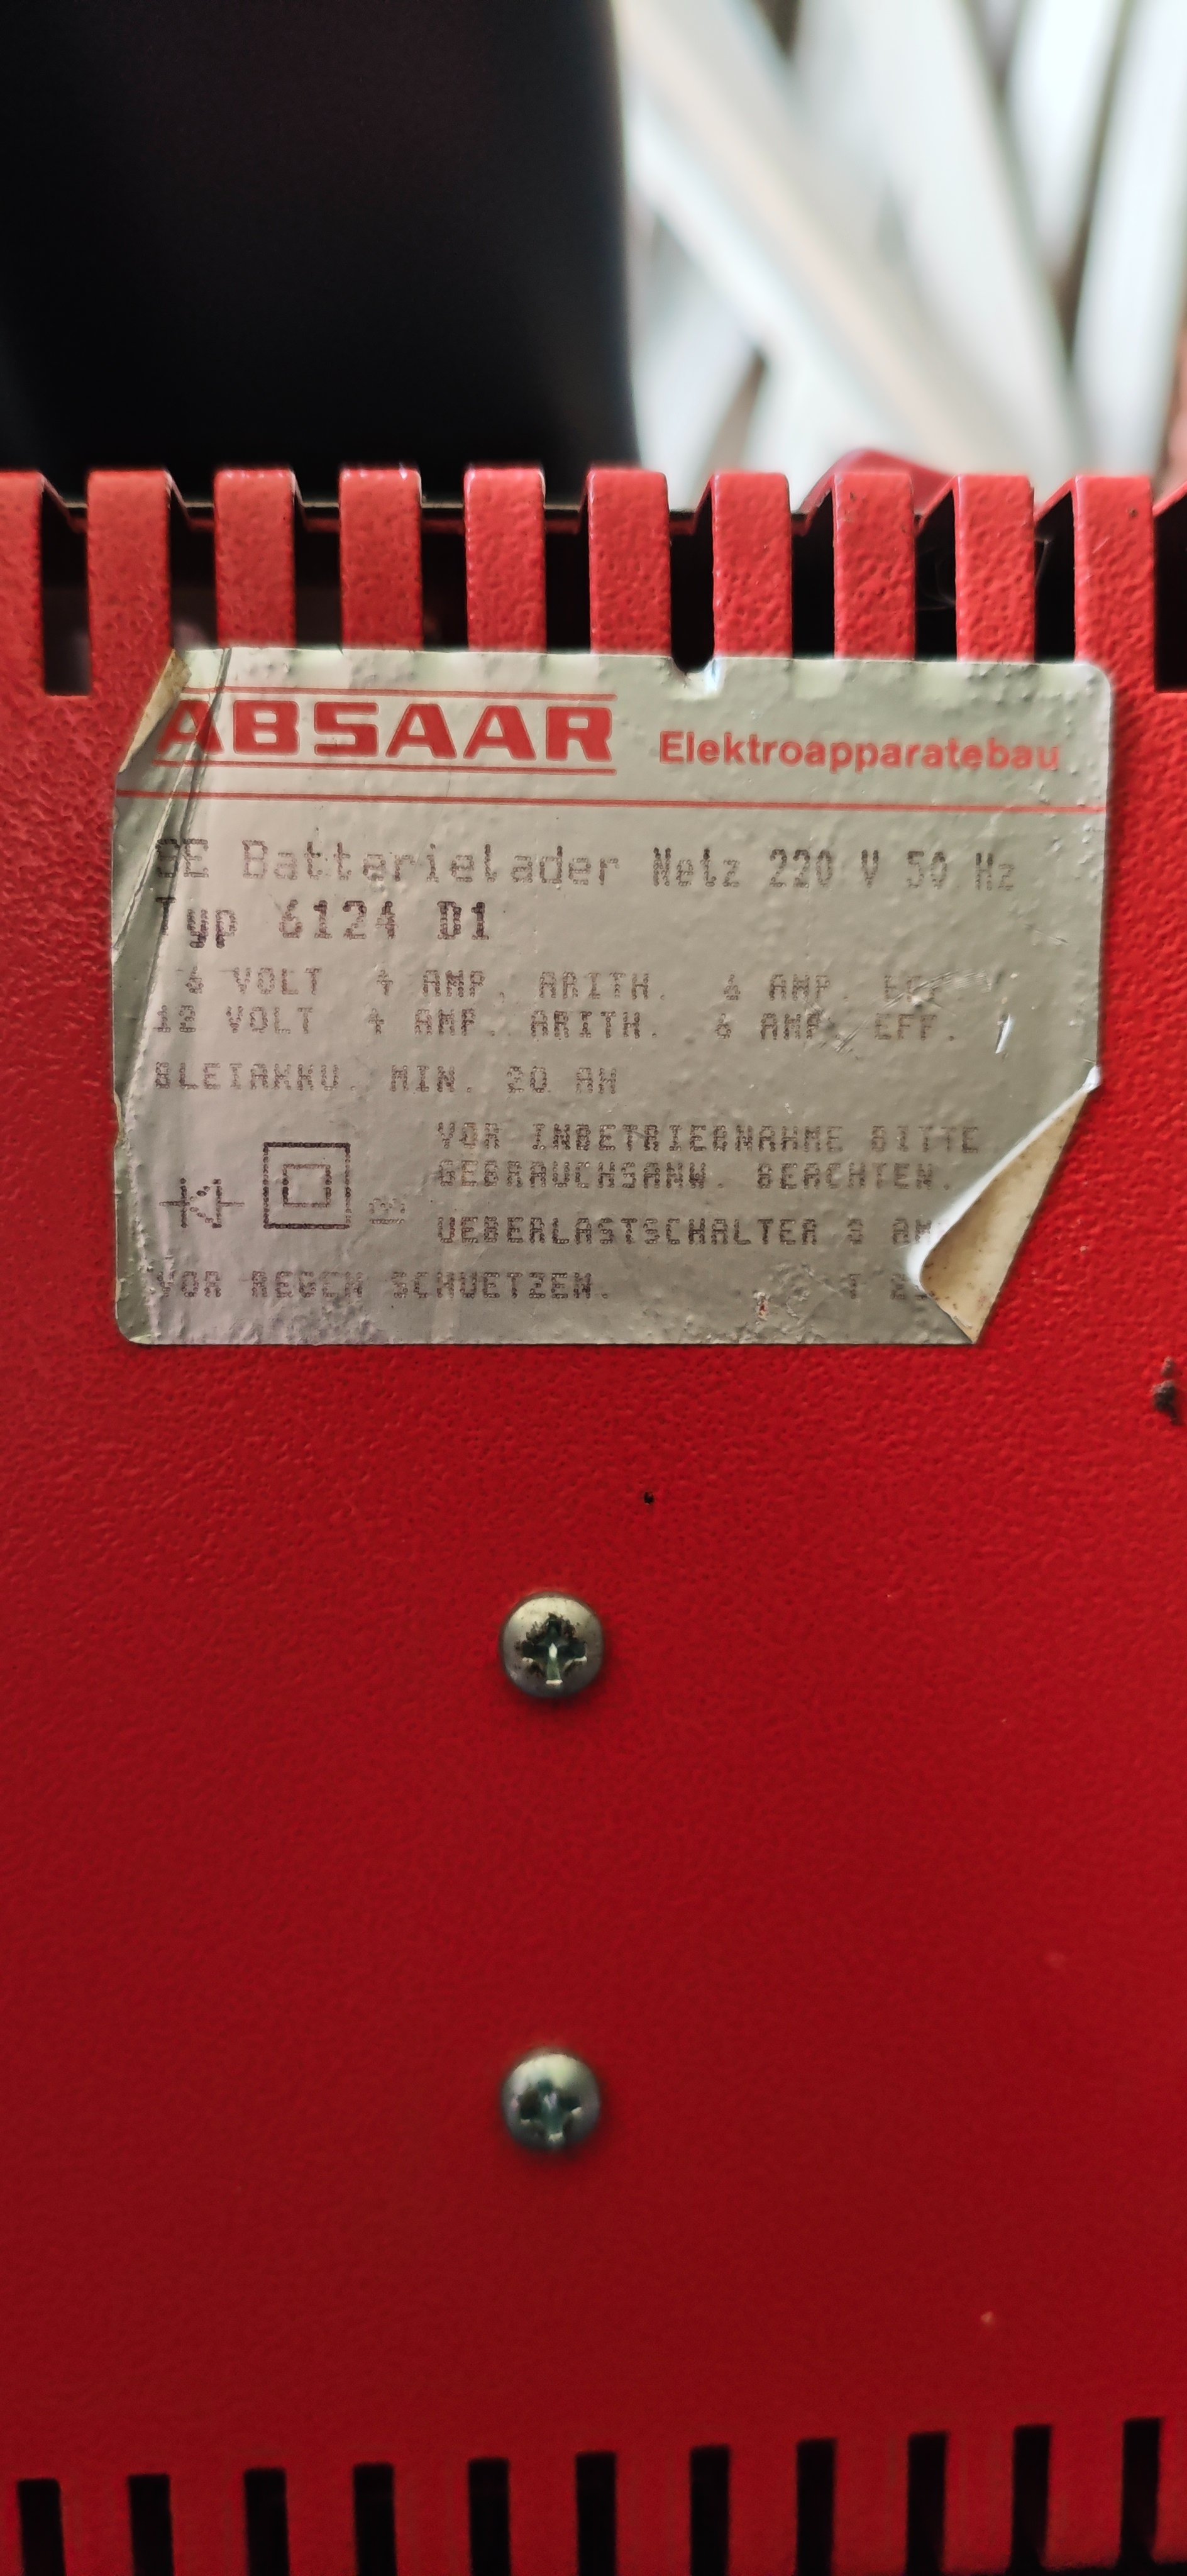 ABSAAR Elektroapparatebau
Batterielader Netz 220 V 50 Hz
Typ 6124 D1
6 VOLT 4 AMP. ARITH. 6 AMP. EFF.
12 VOLT 4 AMP. ARITH. 6 AMP. EFF.
BLEIAKKU. MIN. 20 AH
VOR INBETRIEBNAHME BITTE
GEBRAUCHSANW. BEACHTEN.
UEBERLASTSCHALTER
VOR REGEN SCHUETZEN.